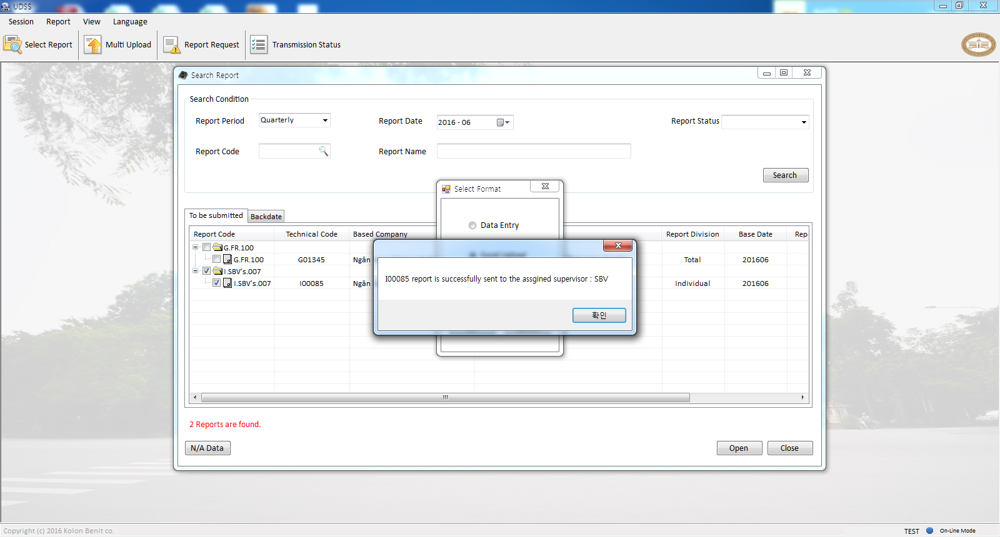 UDSS
Session Report View Language
Select Report Multi Upload Report Request Transmission Status
Search Report
Search Condition
Report Period Quarterly Report Date 2016 - 06 Report Status
Report Code Report Name
Search
Select Format
Data Entry
To be submitted Backdate
Report Code Technical Code Based Company Report Division Base Date Repo
G.FR.100
G.FR.100 G01345 Ngân Total 201606
I.SBV's.007
I.SBV's.007 I00085 Ngân Individual 201606
I00085 report is successfully sent to the assgined supervisor : SBV
확인
2 Reports are found.
N/A Data Open Close
Copyright (c) 2016 Kolon Benit co. TEST On-Line Mode